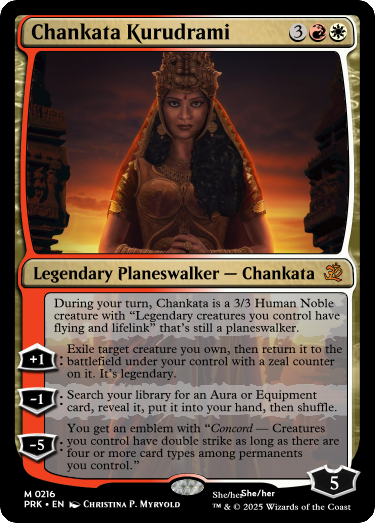 Chankata Kurudrami 3
Legendary Planeswalker — Chankata
During your turn, Chankata is a 3/3 Human Noble
creature with “Legendary creatures you control have
flying and lifelink” that’s still a planeswalker.
+1: Exile target creature you own, then return it to the
battlefield under your control with a zeal counter
on it. It’s legendary.
-1: Search your library for an Aura or Equipment
card, reveal it, put it into your hand, then shuffle.
-5: You get an emblem with “Concord — Creatures
you control have double strike as long as there are
four or more card types among permanents
you control.”
5
M 0216 She/her She/her
PRK • EN Christina P. Myrvold ™ & © 2025 Wizards of the Coast